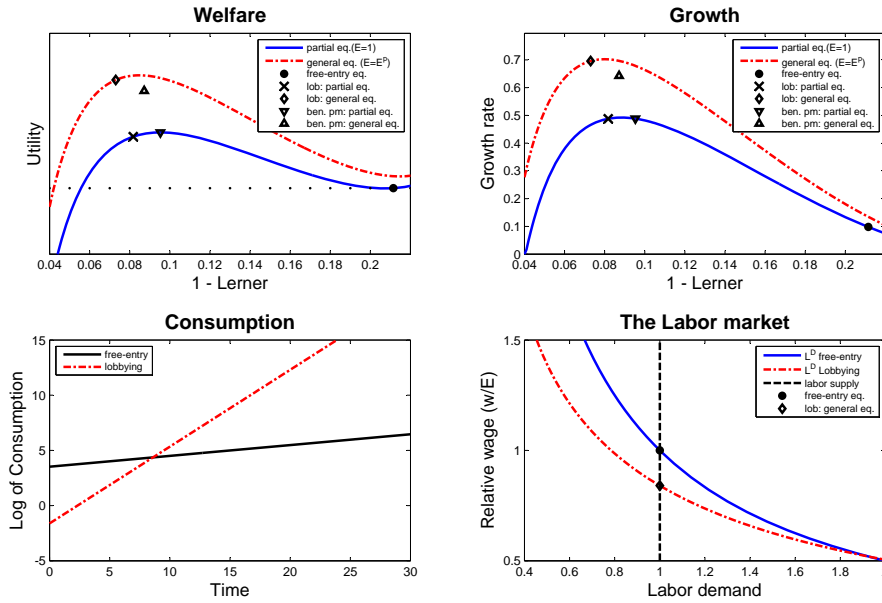 Welfare
Utility
partial eq.(E=1)
general eq.(E=E^p)
free-entry eq.
lob: partial eq.
lob: general eq.
ben. pm: partial eq.
ben. pm: general eq.
0.04 0.06 0.08 0.1 0.12 0.14 0.16 0.18 0.2
1 - Lerner
Growth
Growth rate
0.7
0.6
0.5
0.4
0.3
0.2
0.1
0
partial eq.(E=1)
general eq.(E=E^p)
free-entry eq.
lob: partial eq.
lob: general eq.
ben. pm: partial eq.
ben. pm: general eq.
0.04 0.06 0.08 0.1 0.12 0.14 0.16 0.18 0.2
1 - Lerner
Consumption
Log of Consumption
15
10
5
0
-5
free-entry
lobbying
0 5 10 15 20 25 30
Time
The Labor market
Relative wage (w/E)
1.5
1
0.5
L^D free-entry
L^D Lobbying
labor supply
free-entry eq.
lob: general eq.
0.4 0.6 0.8 1 1.2 1.4 1.6 1.8
Labor demand